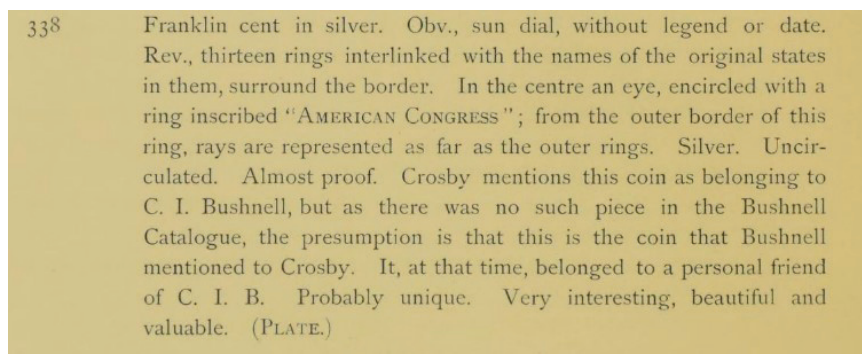 338 Franklin cent in silver. Obv., sun dial, without legend or date.
Rev., thirteen rings interlinked with the names of the original states
in them, surround the border. In the centre an eye, encircled with a
ring inscribed "AMERICAN CONGRESS"; from the outer border of this
ring, rays are represented as far as the outer rings. Silver. Uncir-
culated. Almost proof. Crosby mentions this coin as belonging to
C. I. Bushnell, but as there was no such piece in the Bushnell
Catalogue, the presumption is that this is the coin that Bushnell
mentioned to Crosby. It, at that time, belonged to a personal friend
of C. I. B. Probably unique. Very interesting, beautiful and
valuable. (PLATE.)